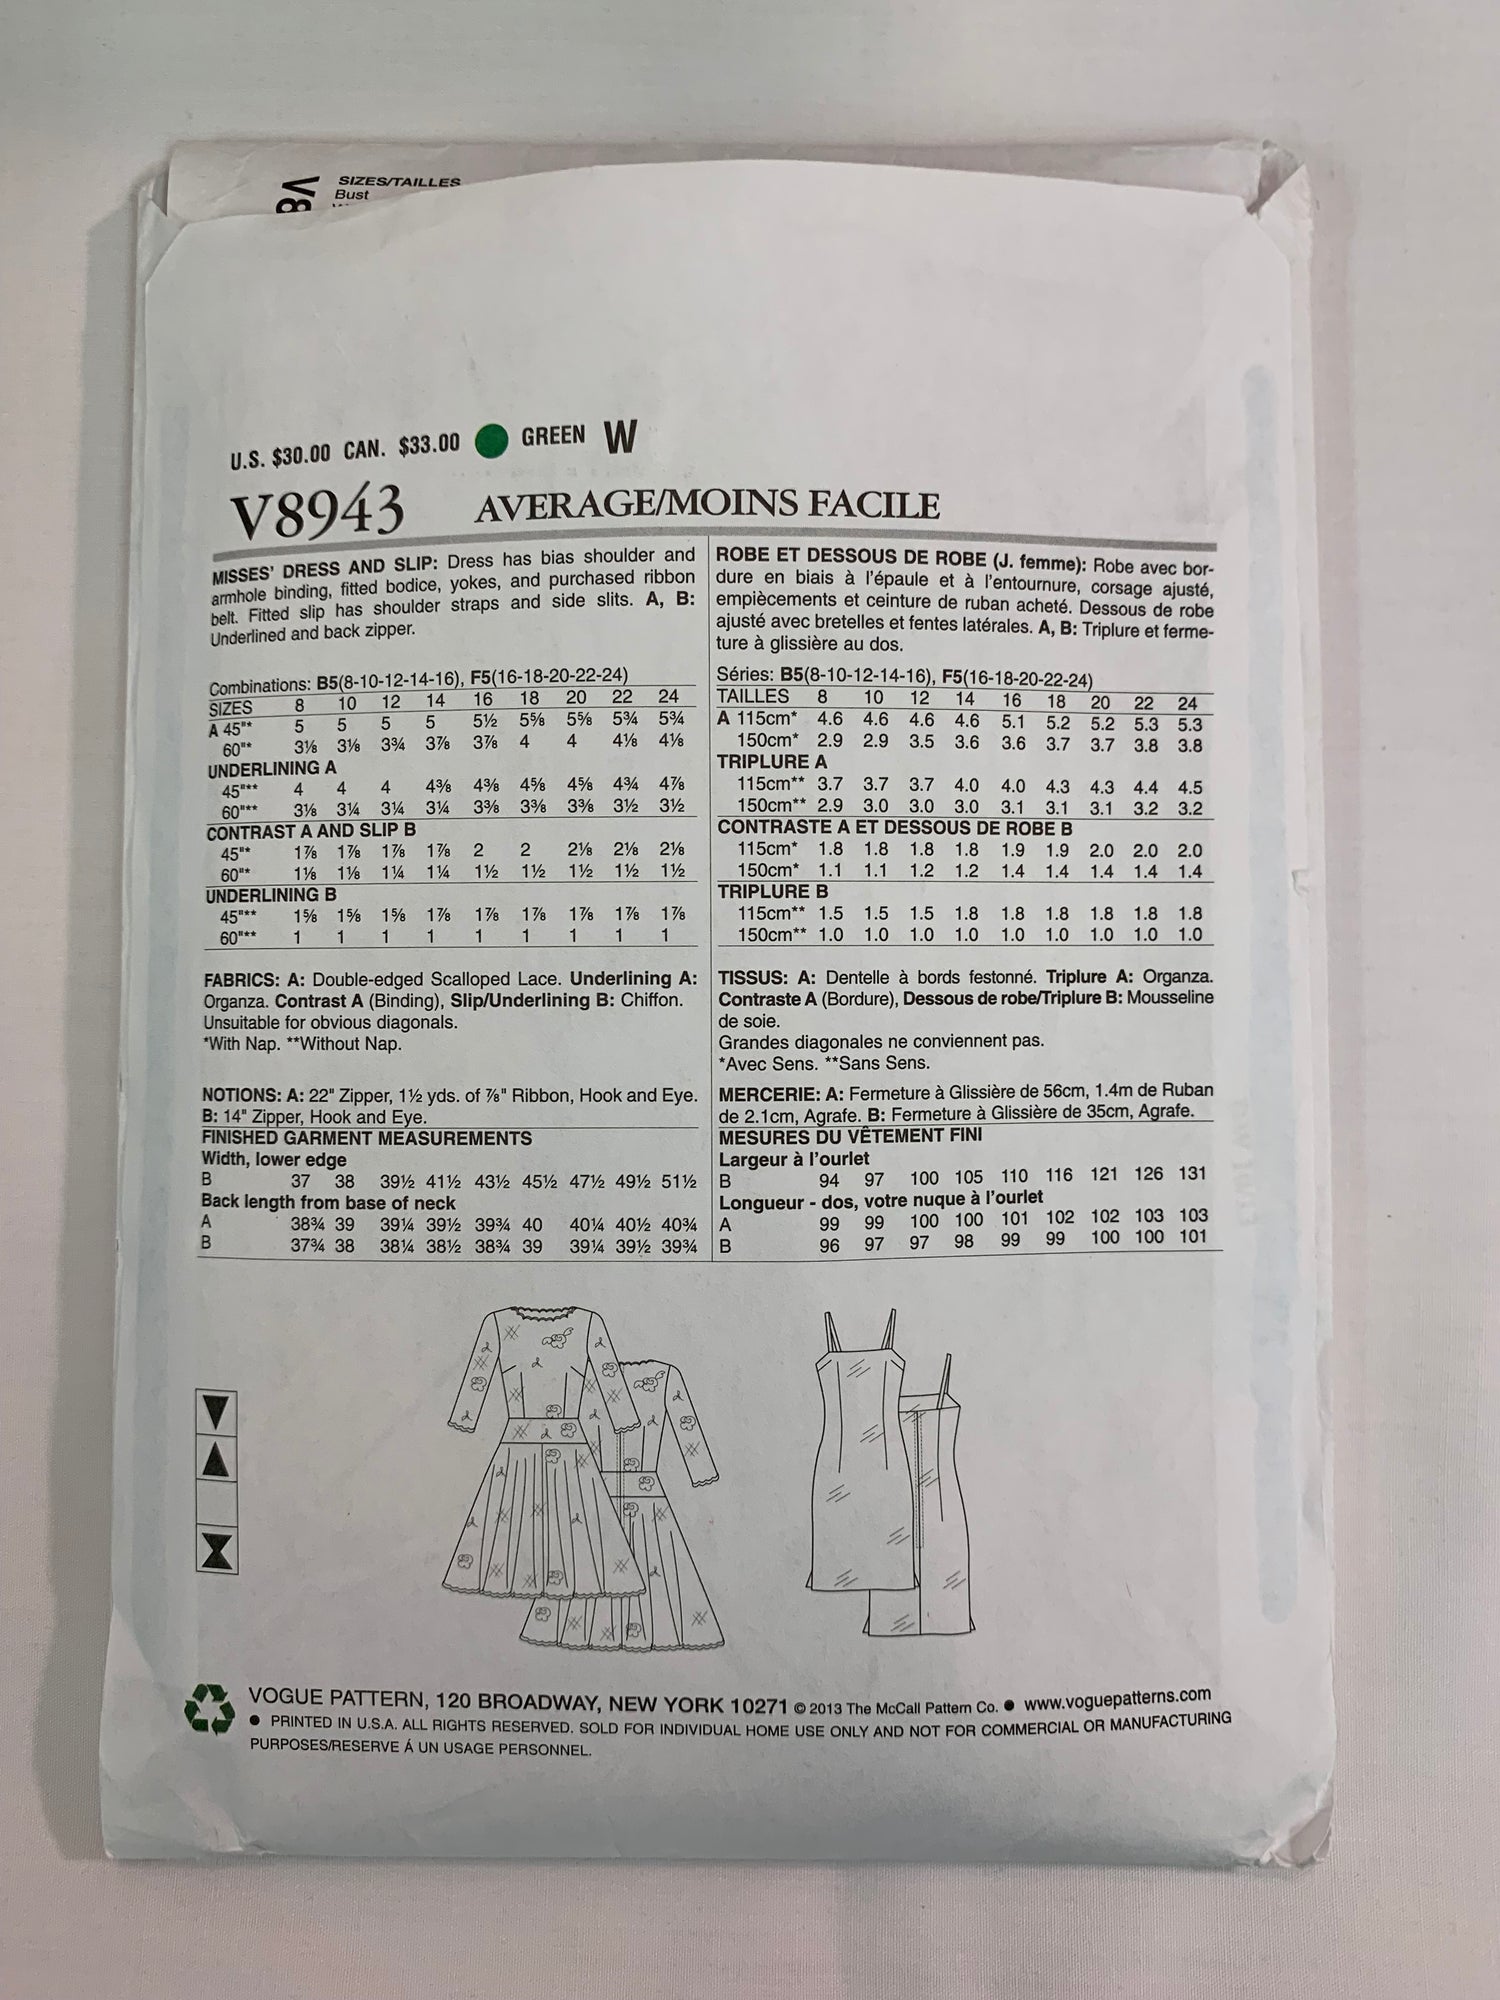 V8
SIZES/TAILLES
Bust
U.S. $30.00 CAN. $33.00 GREEN W
V8943 AVERAGE/MOINS FACILE
MISSES' DRESS AND SLIP: Dress has bias shoulder and
armhole binding, fitted bodice, yokes, and purchased ribbon
belt. Fitted slip has shoulder straps and side slits. A, B:
Underlined and back zipper.
Combinations: B5(8-10-12-14-16), F5(16-18-20-22-24)
SIZES 8 10 12 14 16 18 20 22 24
A 45"* 5 5 5 5 5½ 5⅝ 5⅝ 5¾ 5¾
60"* 3⅛ 3⅛ 3¾ 3⅞ 3⅞ 4 4 4⅛ 4⅛
UNDERLINING A
45"** 4 4 4 4⅜ 4⅜ 4⅝ 4⅝ 4¾ 4⅞
60"** 3⅛ 3¼ 3¼ 3¼ 3⅜ 3⅜ 3⅜ 3½ 3½
CONTRAST A AND SLIP B
45"* 1⅞ 1⅞ 1⅞ 1⅞ 2 2 2⅛ 2⅛ 2⅛
60"* 1⅛ 1⅛ 1¼ 1¼ 1½ 1½ 1½ 1½ 1½
UNDERLINING B
45"** 1⅝ 1⅝ 1⅝ 1⅞ 1⅞ 1⅞ 1⅞ 1⅞ 1⅞
60"** 1 1 1 1 1 1 1 1 1
FABRICS: A: Double-edged Scalloped Lace. Underlining A:
Organza. Contrast A (Binding), Slip/Underlining B: Chiffon.
Unsuitable for obvious diagonals.
*With Nap. **Without Nap.
NOTIONS: A: 22" Zipper, 1½ yds. of ⅞" Ribbon, Hook and Eye.
B: 14" Zipper, Hook and Eye.
FINISHED GARMENT MEASUREMENTS
Width, lower edge
B 37 38 39½ 41½ 43½ 45½ 47½ 49½ 51½
Back length from base of neck
A 38¾ 39 39¼ 39½ 39¾ 40 40¼ 40½ 40¾
B 37¾ 38 38¼ 38½ 38¾ 39 39¼ 39½ 39¾
ROBE ET DESSOUS DE ROBE (J. femme): Robe avec bor-
dure en biais à l'épaule et à l'entournure, corsage ajusté,
empiècements et ceinture de ruban acheté. Dessous de robe
ajusté avec bretelles et fentes latérales. A, B: Triplure et ferme-
ture à glissière au dos.
Séries: B5(8-10-12-14-16), F5(16-18-20-22-24)
TAILLES 8 10 12 14 16 18 20 22 24
A 115cm* 4.6 4.6 4.6 4.6 5.1 5.2 5.2 5.3 5.3
150cm* 2.9 2.9 3.5 3.6 3.6 3.7 3.7 3.8 3.8
TRIPLURE A
115cm** 3.7 3.7 3.7 4.0 4.0 4.3 4.3 4.4 4.5
150cm** 2.9 3.0 3.0 3.0 3.1 3.1 3.1 3.2 3.2
CONTRASTE A ET DESSOUS DE ROBE B
115cm* 1.8 1.8 1.8 1.8 1.9 1.9 2.0 2.0 2.0
150cm* 1.1 1.1 1.2 1.2 1.4 1.4 1.4 1.4 1.4
TRIPLURE B
115cm** 1.5 1.5 1.5 1.8 1.8 1.8 1.8 1.8 1.8
150cm** 1.0 1.0 1.0 1.0 1.0 1.0 1.0 1.0 1.0
TISSUS: A: Dentelle à bords festonné. Triplure A: Organza.
Contraste A (Bordure), Dessous de robe/Triplure B: Mousseline
de soie.
Grandes diagonales ne conviennent pas.
*Avec Sens. **Sans Sens.
MERCERIE: A: Fermeture à Glissière de 56cm, 1.4m de Ruban
de 2.1cm, Agrafe. B: Fermeture à Glissière de 35cm, Agrafe.
MESURES DU VÊTEMENT FINI
Largeur à l'ourlet
B 94 97 100 105 110 116 121 126 131
Longueur - dos, votre nuque à l'ourlet
A 99 99 100 100 101 102 102 103 103
B 96 97 97 98 99 99 100 100 101
VOGUE PATTERN, 120 BROADWAY, NEW YORK 10271 © 2013 The McCall Pattern Co. ● www.voguepatterns.com
● PRINTED IN U.S.A. ALL RIGHTS RESERVED. SOLD FOR INDIVIDUAL HOME USE ONLY AND NOT FOR COMMERCIAL OR MANUFACTURING
PURPOSES/RESERVE Á UN USAGE PERSONNEL.